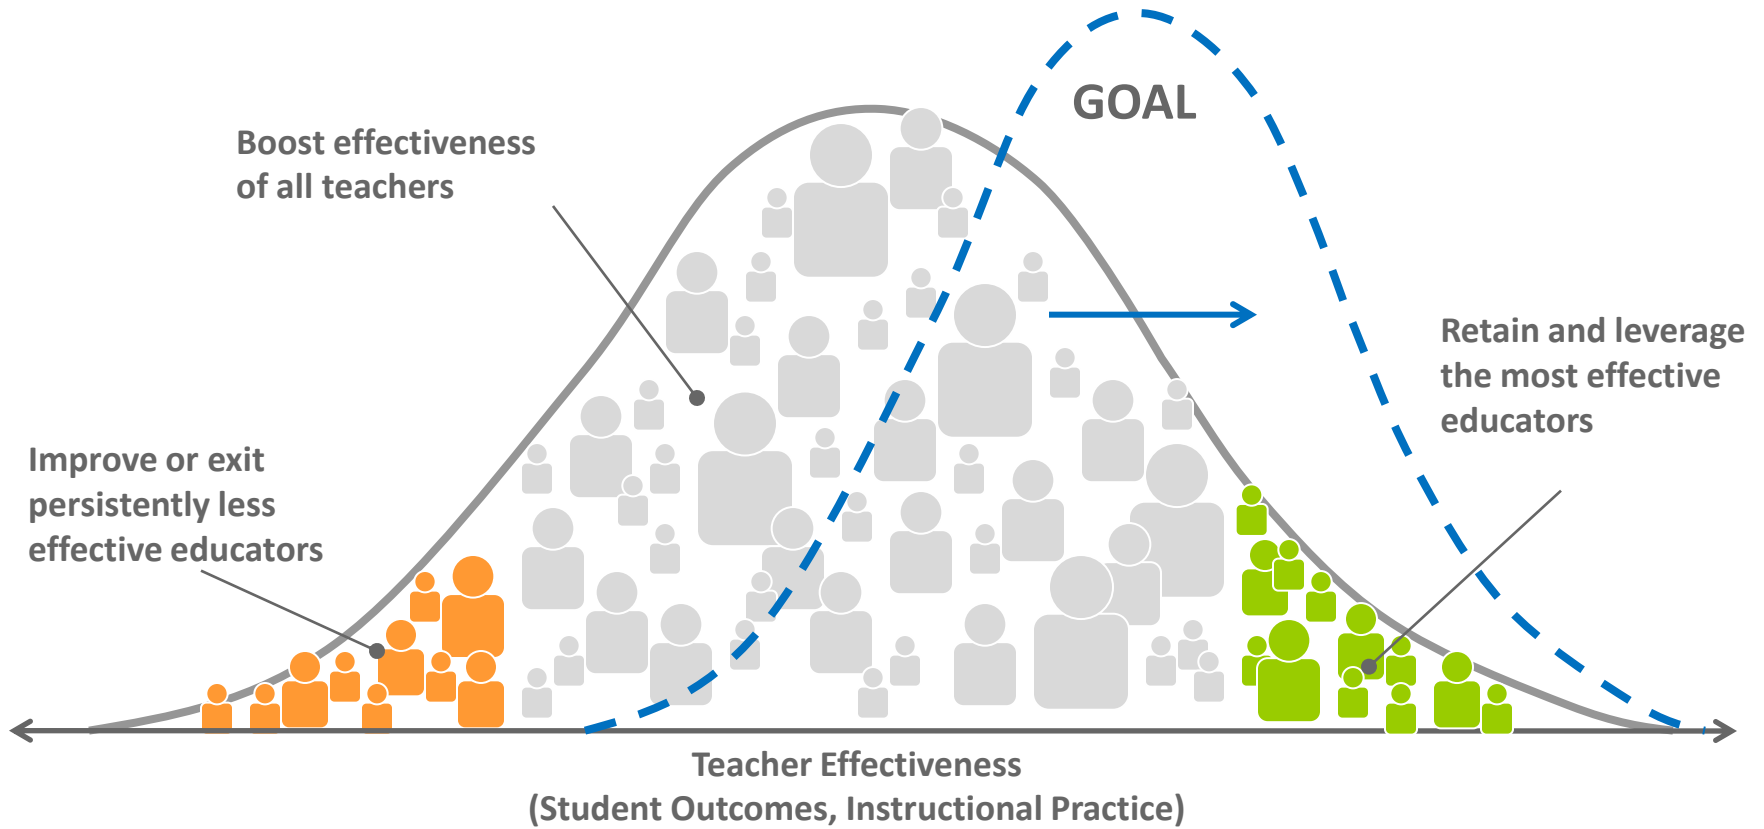 GOAL
Boost effectiveness
of all teachers
Retain and leverage
the most effective
educators
Improve or exit
persistently less
effective educators
Teacher Effectiveness
(Student Outcomes, Instructional Practice)